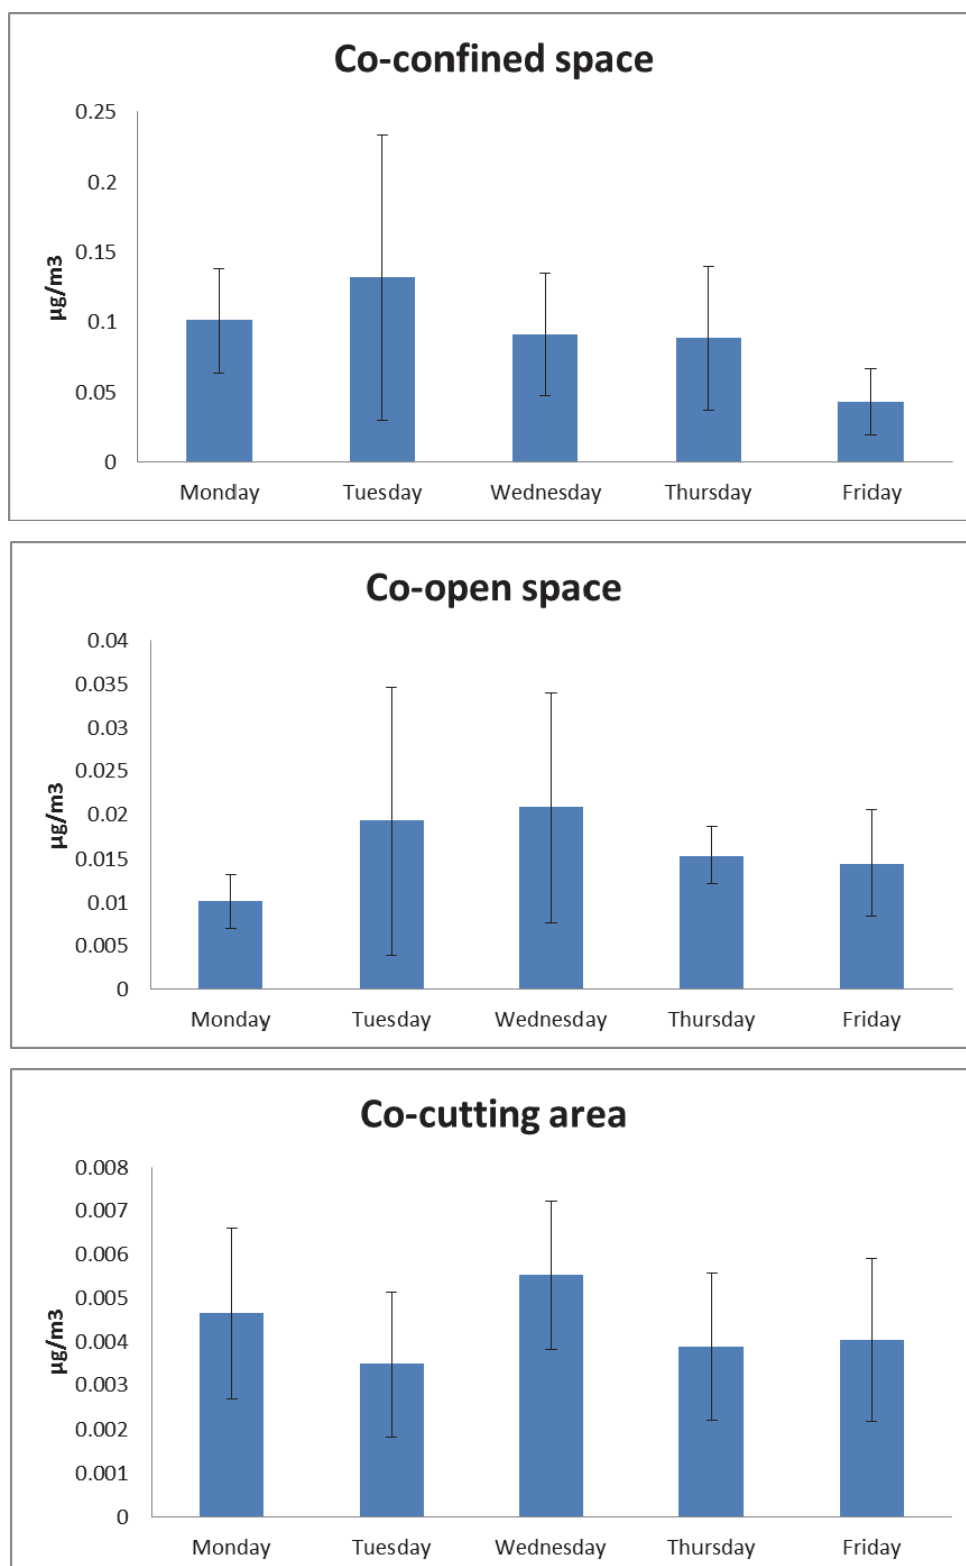 Co-confined space
0.25
0.2
0.15
0.1
0.05
0
µg/m3
Monday Tuesday Wednesday Thursday Friday
Co-open space
0.04
0.035
0.03
0.025
0.02
0.015
0.01
0.005
0
µg/m3
Monday Tuesday Wednesday Thursday Friday
Co-cutting area
0.008
0.007
0.006
0.005
0.004
0.003
0.002
0.001
0
µg/m3
Monday Tuesday Wednesday Thursday Friday